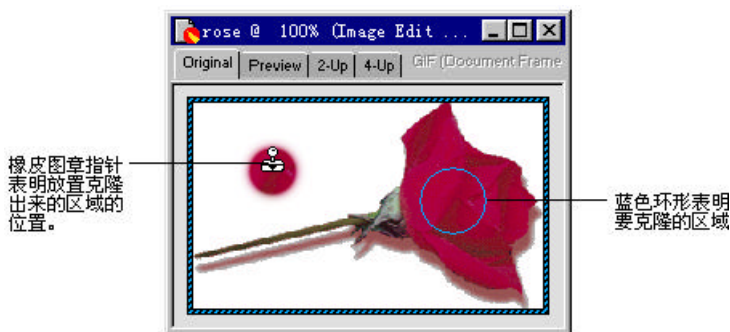 rose @ 100% (Image Edit ...
Original Preview 2-Up 4-Up GIF (Document Frame
橡皮图章指针
表明放置克隆
出来的区域的
位置。
蓝色环形表明
要克隆的区域